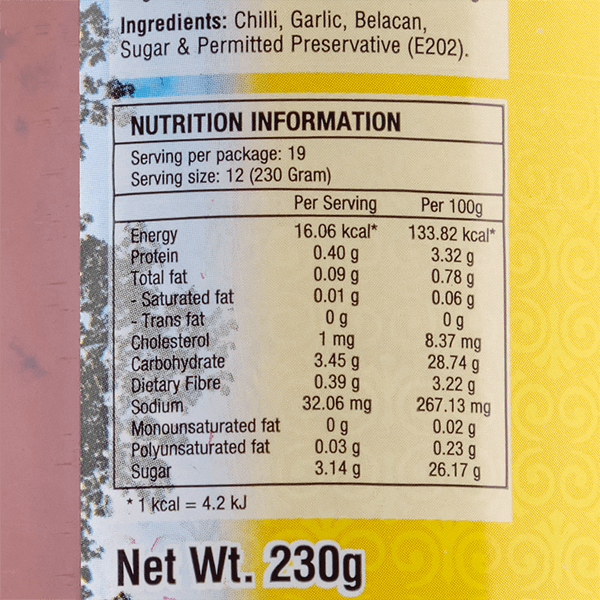 Ingredients: Chilli, Garlic, Belacan,
Sugar & Permitted Preservative (E202).
NUTRITION INFORMATION
Serving per package: 19
Serving size: 12 (230 Gram)
Per Serving Per 100g
Energy 16.06 kcal* 133.82 kcal*
Protein 0.40 g 3.32 g
Total fat 0.09 g 0.78 g
- Saturated fat 0.01 g 0.06 g
- Trans fat 0 g 0 g
Cholesterol 1 mg 8.37 mg
Carbohydrate 3.45 g 28.74 g
Dietary Fibre 0.39 g 3.22 g
Sodium 32.06 mg 267.13 mg
Monounsaturated fat 0 g 0.02 g
Polyunsaturated fat 0.03 g 0.23 g
Sugar 3.14 g 26.17 g
* 1 kcal = 4.2 kJ
Net Wt. 230g